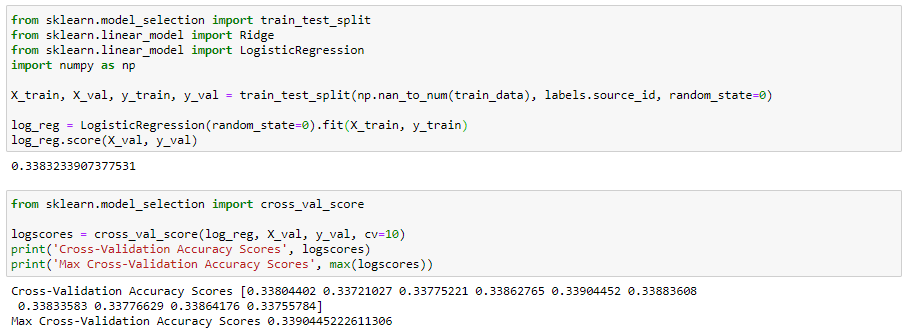 from sklearn.model_selection import train_test_split
from sklearn.linear_model import Ridge
from sklearn.linear_model import LogisticRegression
import numpy as np
X_train, X_val, y_train, y_val = train_test_split(np.nan_to_num(train_data), labels.source_id, random_state=0)
log_reg = LogisticRegression(random_state=0).fit(X_train, y_train)
log_reg.score(X_val, y_val)
0.3383233907377531
from sklearn.model_selection import cross_val_score
logscores = cross_val_score(log_reg, X_val, y_val, cv=10)
print('Cross-Validation Accuracy Scores', logscores)
print('Max Cross-Validation Accuracy Scores', max(logscores))
Cross-Validation Accuracy Scores [0.33804402 0.33721027 0.33775221 0.33862765 0.33904452 0.33883608
0.33833583 0.33776629 0.33864176 0.33755784]
Max Cross-Validation Accuracy Scores 0.3390445222611306